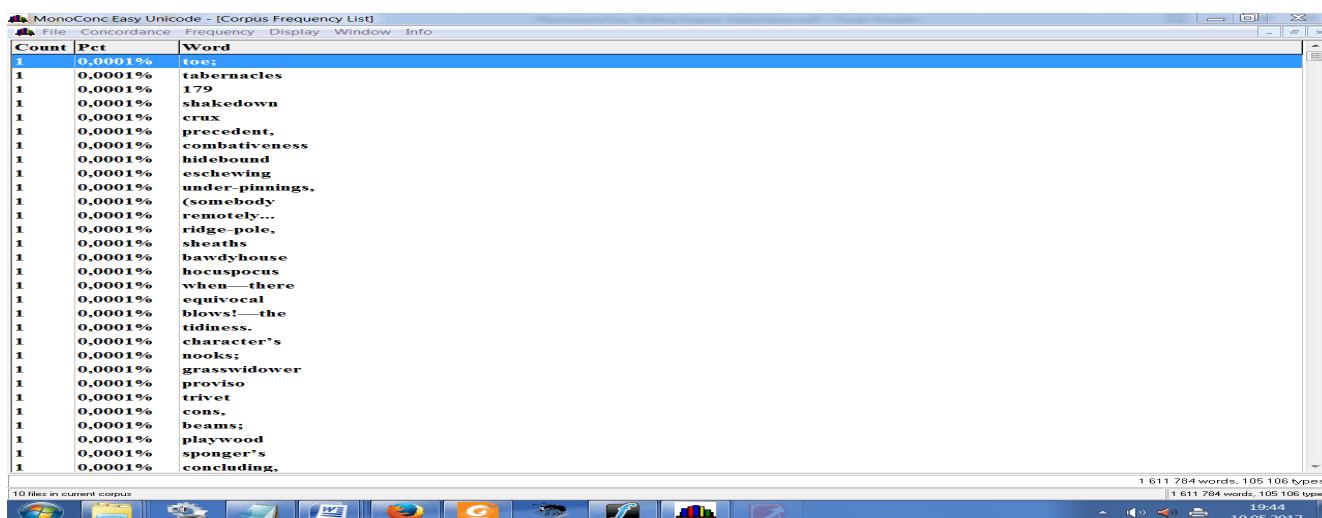 MonoConc Easy Unicode - [Corpus Frequency List]
File Concordance Frequency Display Window Info
Count Pct Word
1 0,0001% toe;
1 0,0001% tabernacles
1 0,0001% 179
1 0,0001% shakedown
1 0,0001% crux
1 0,0001% precedent,
1 0,0001% combativeness
1 0,0001% hidebound
1 0,0001% eschewing
1 0,0001% under-pinnings,
1 0,0001% (somebody
1 0,0001% remotely...
1 0,0001% ridge-pole,
1 0,0001% sheaths
1 0,0001% bawdyhouse
1 0,0001% hocuspocus
1 0,0001% when—there
1 0,0001% equivocal
1 0,0001% blows!—the
1 0,0001% tidiness.
1 0,0001% character’s
1 0,0001% nooks;
1 0,0001% grasswidower
1 0,0001% proviso
1 0,0001% trivet
1 0,0001% cons,
1 0,0001% beams;
1 0,0001% playwood
1 0,0001% sponger’s
1 0,0001% concluding,
1 611 784 words, 105 106 types
10 files in current corpus 1 611 784 words, 105 106 type
19:44
10.05.2017